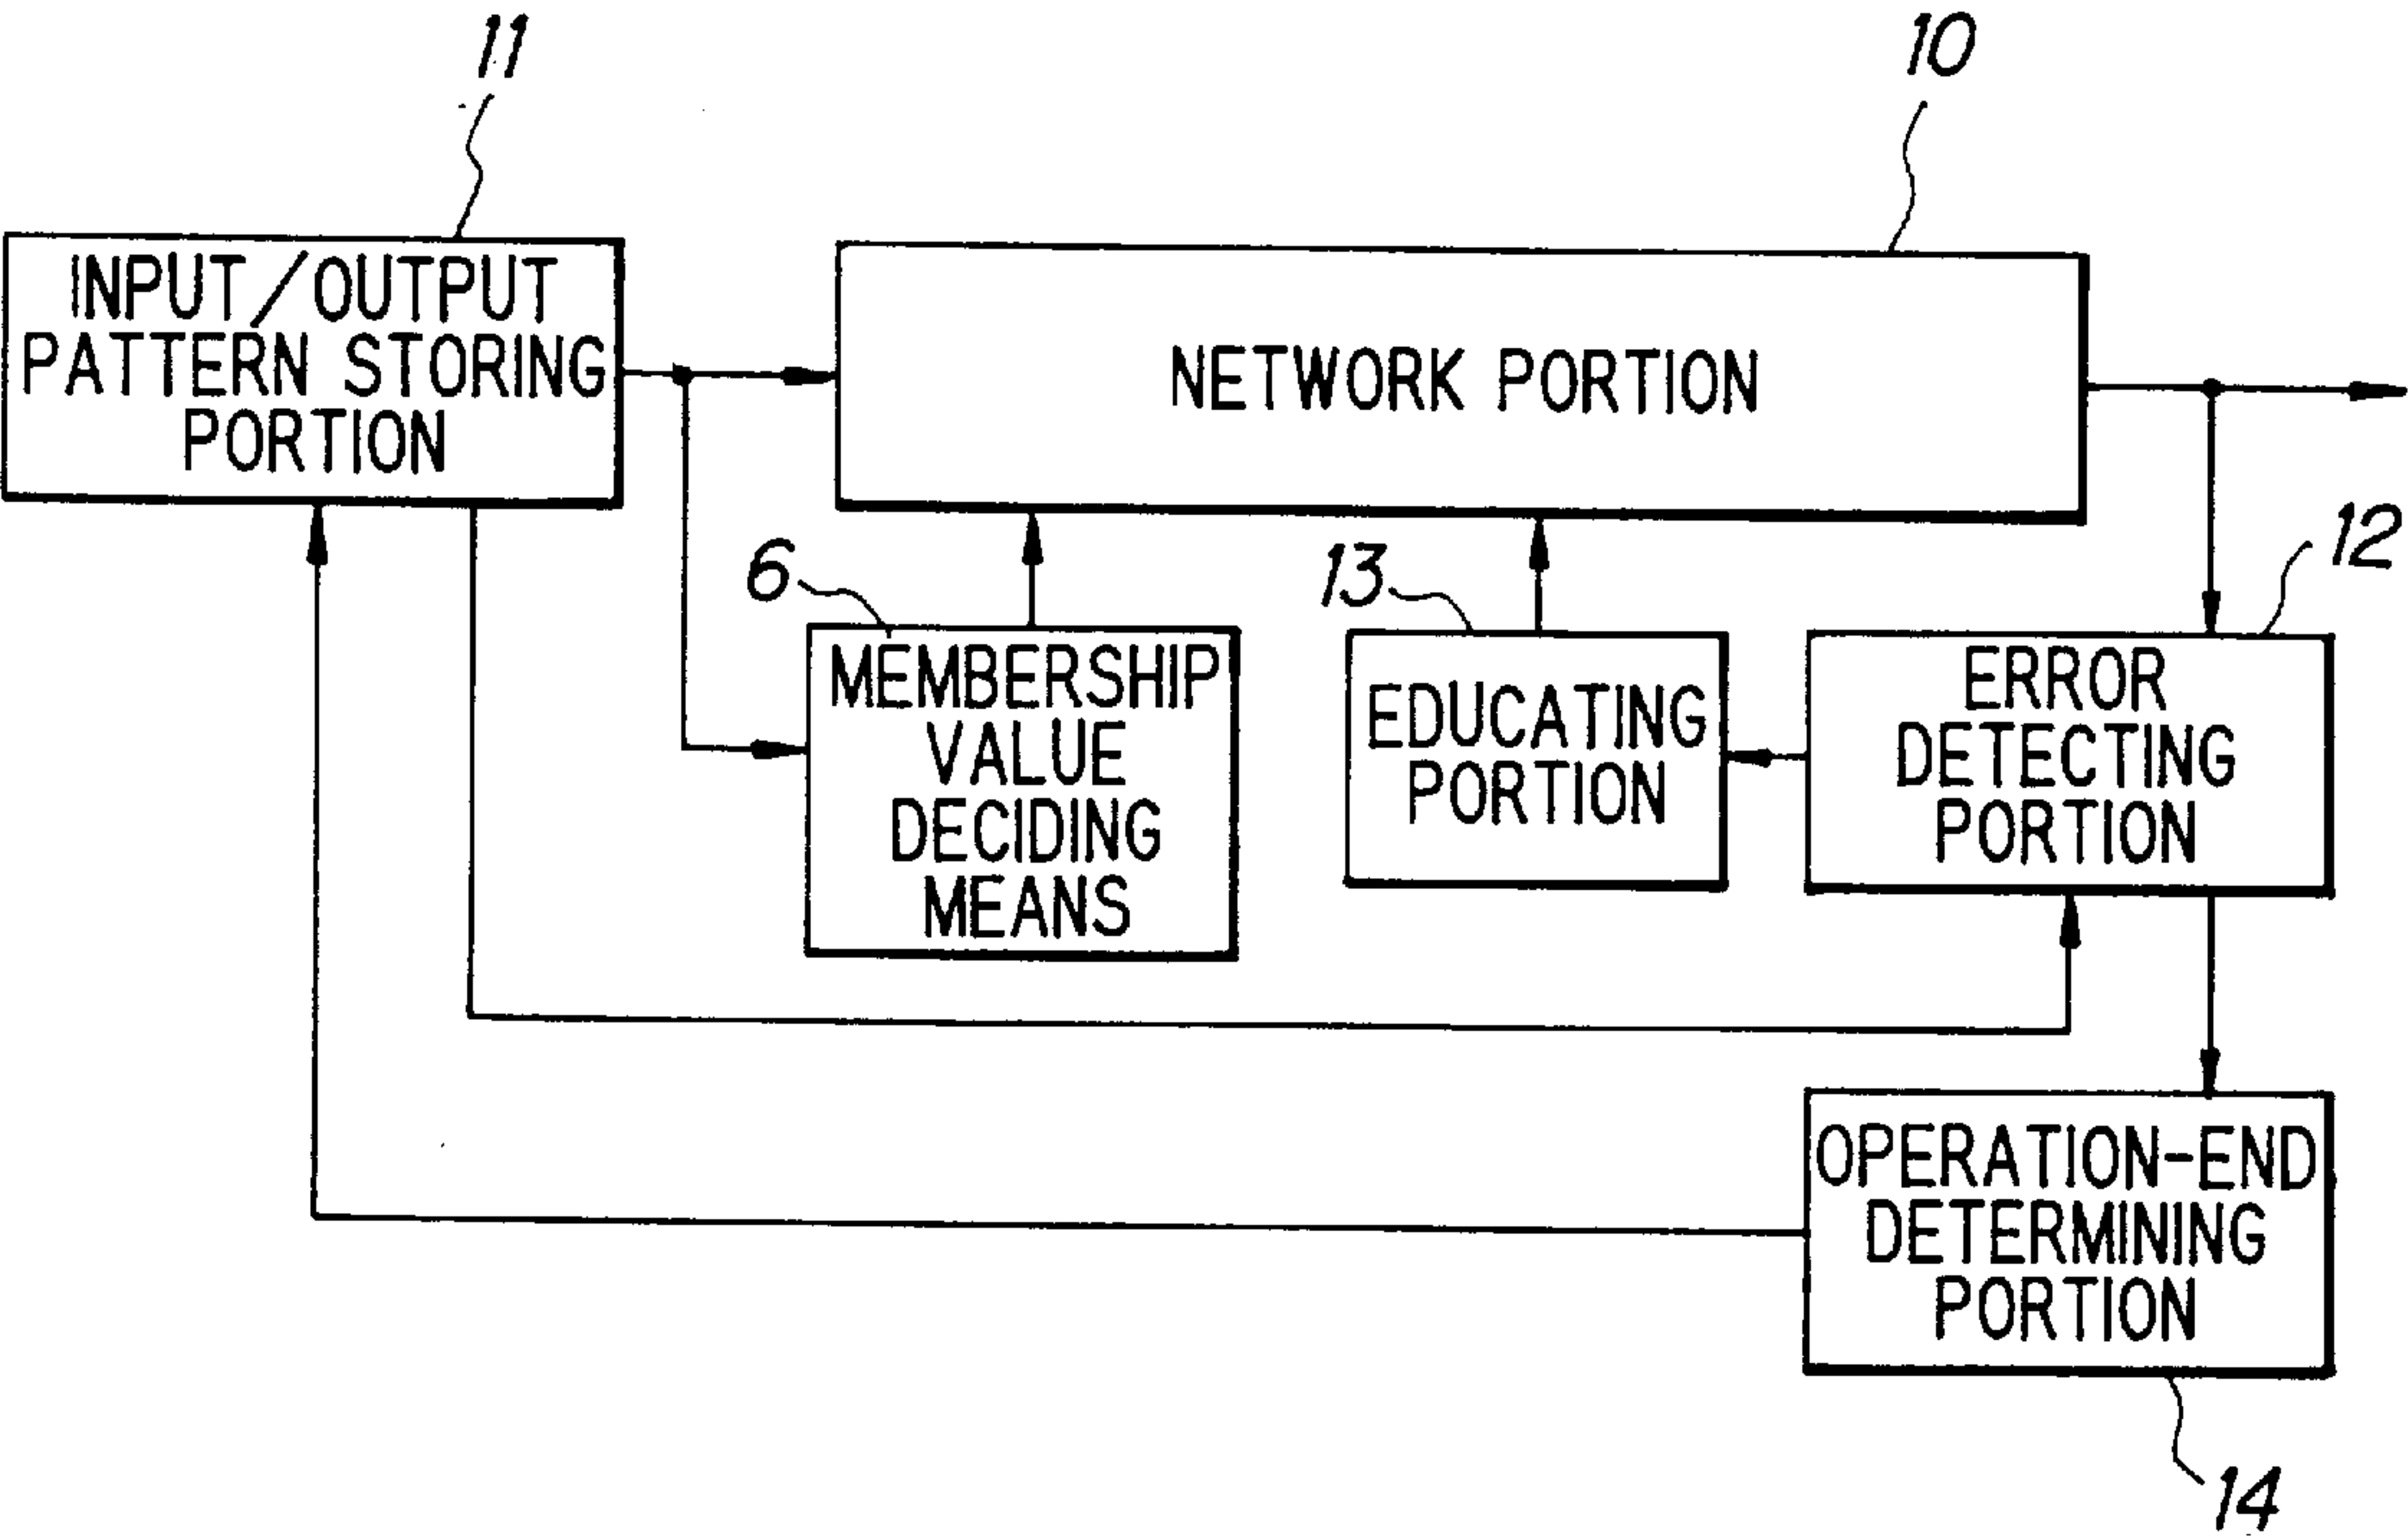 11
10
INPUT/OUTPUT
PATTERN STORING
PORTION
NETWORK PORTION
6
13
12
MEMBERSHIP
VALUE
DECIDING
MEANS
EDUCATING
PORTION
ERROR
DETECTING
PORTION
OPERATION-END
DETERMINING
PORTION
14